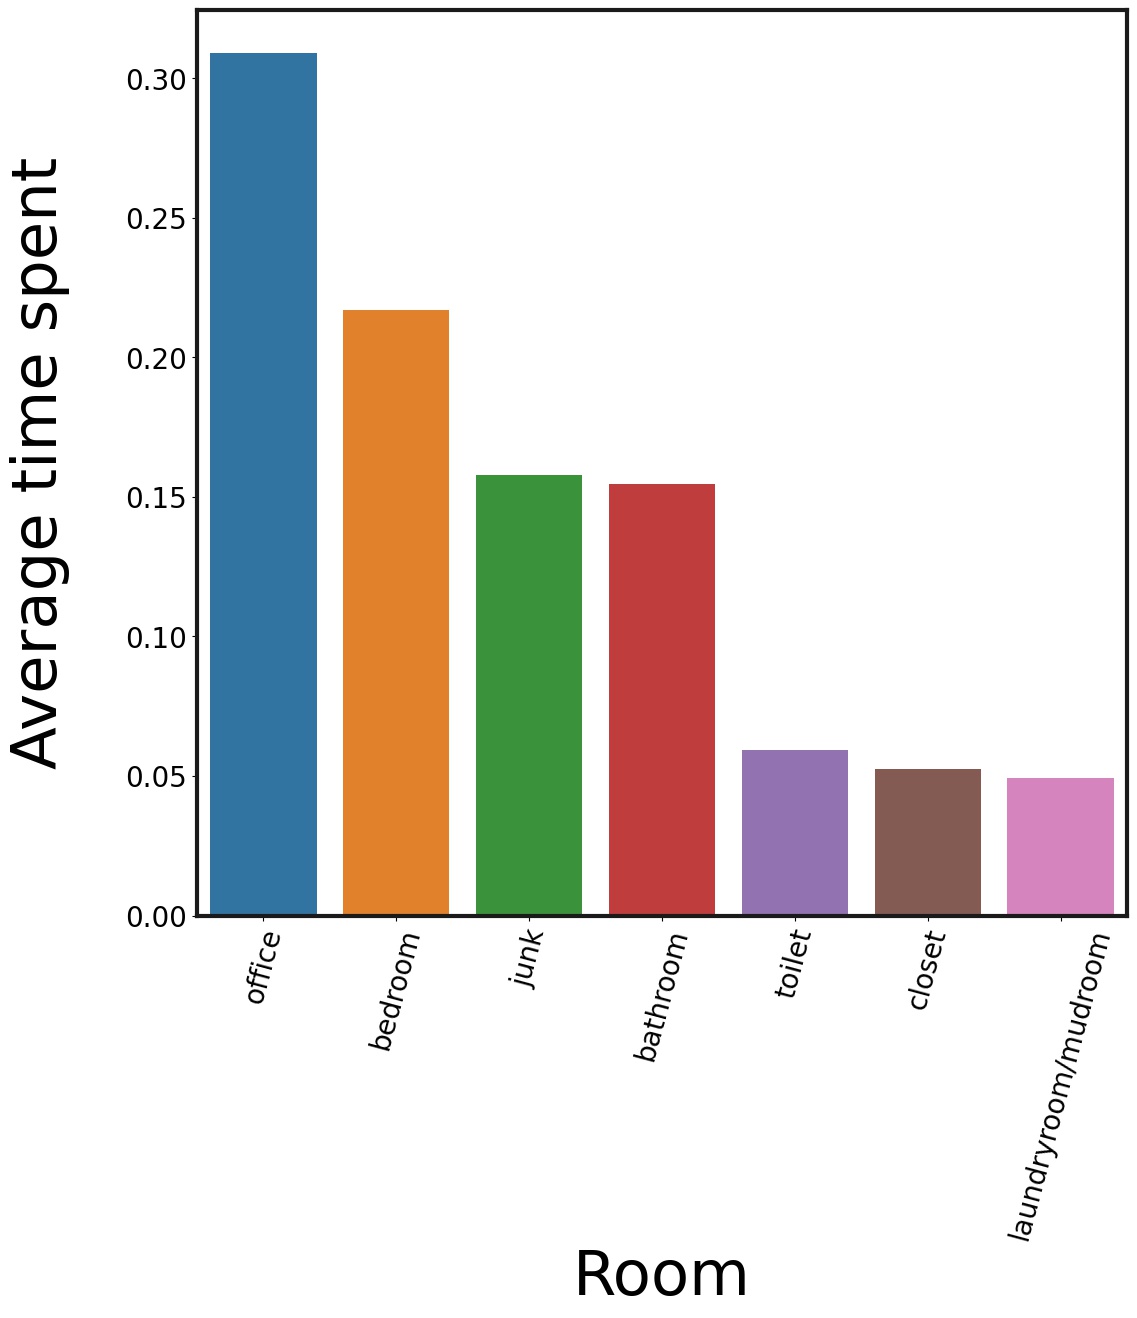 Average time spent
0.30
0.25
0.20
0.15
0.10
0.05
0.00
office
bedroom
junk
bathroom
toilet
closet
laundryroom/mudroom
Room